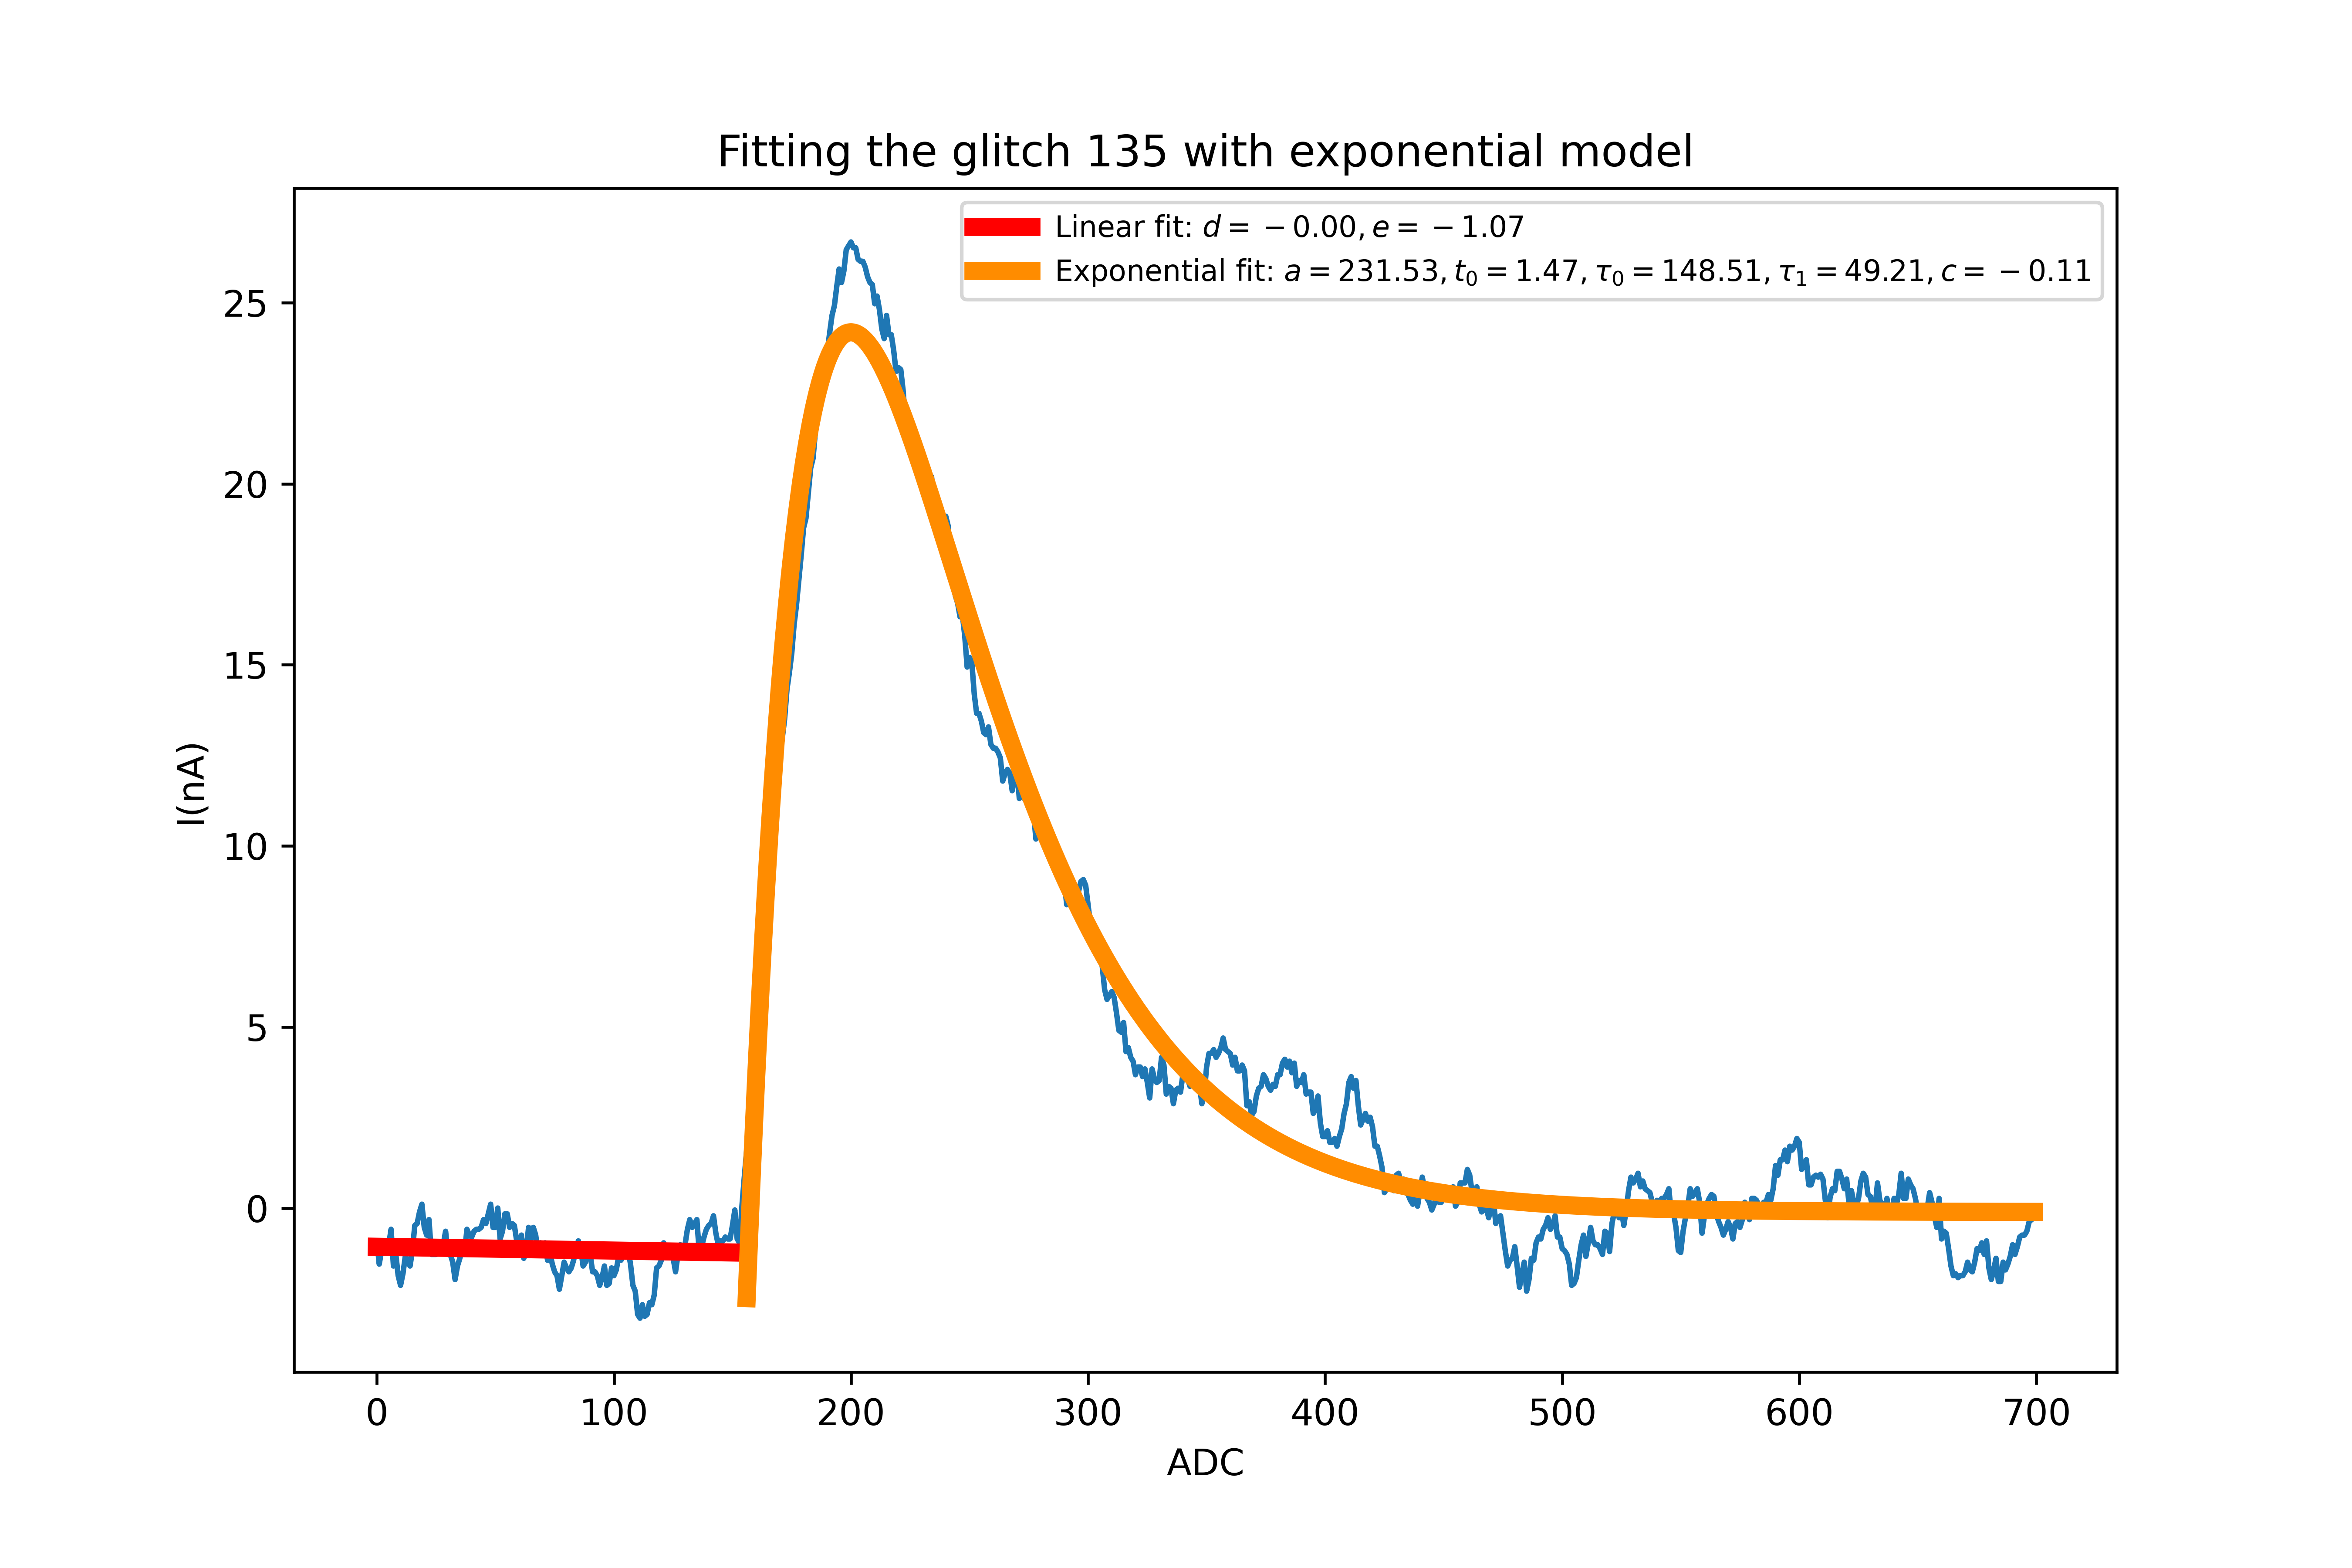 Fitting the glitch 135 with exponential model
Linear fit: d = −0.00, e = −1.07
Exponential fit: a = 231.53, t₀ = 1.47, τ₀ = 148.51, τ₁ = 49.21, c = −0.11
25
20
15
10
5
0
I(nA)
0 100 200 300 400 500 600 700
ADC